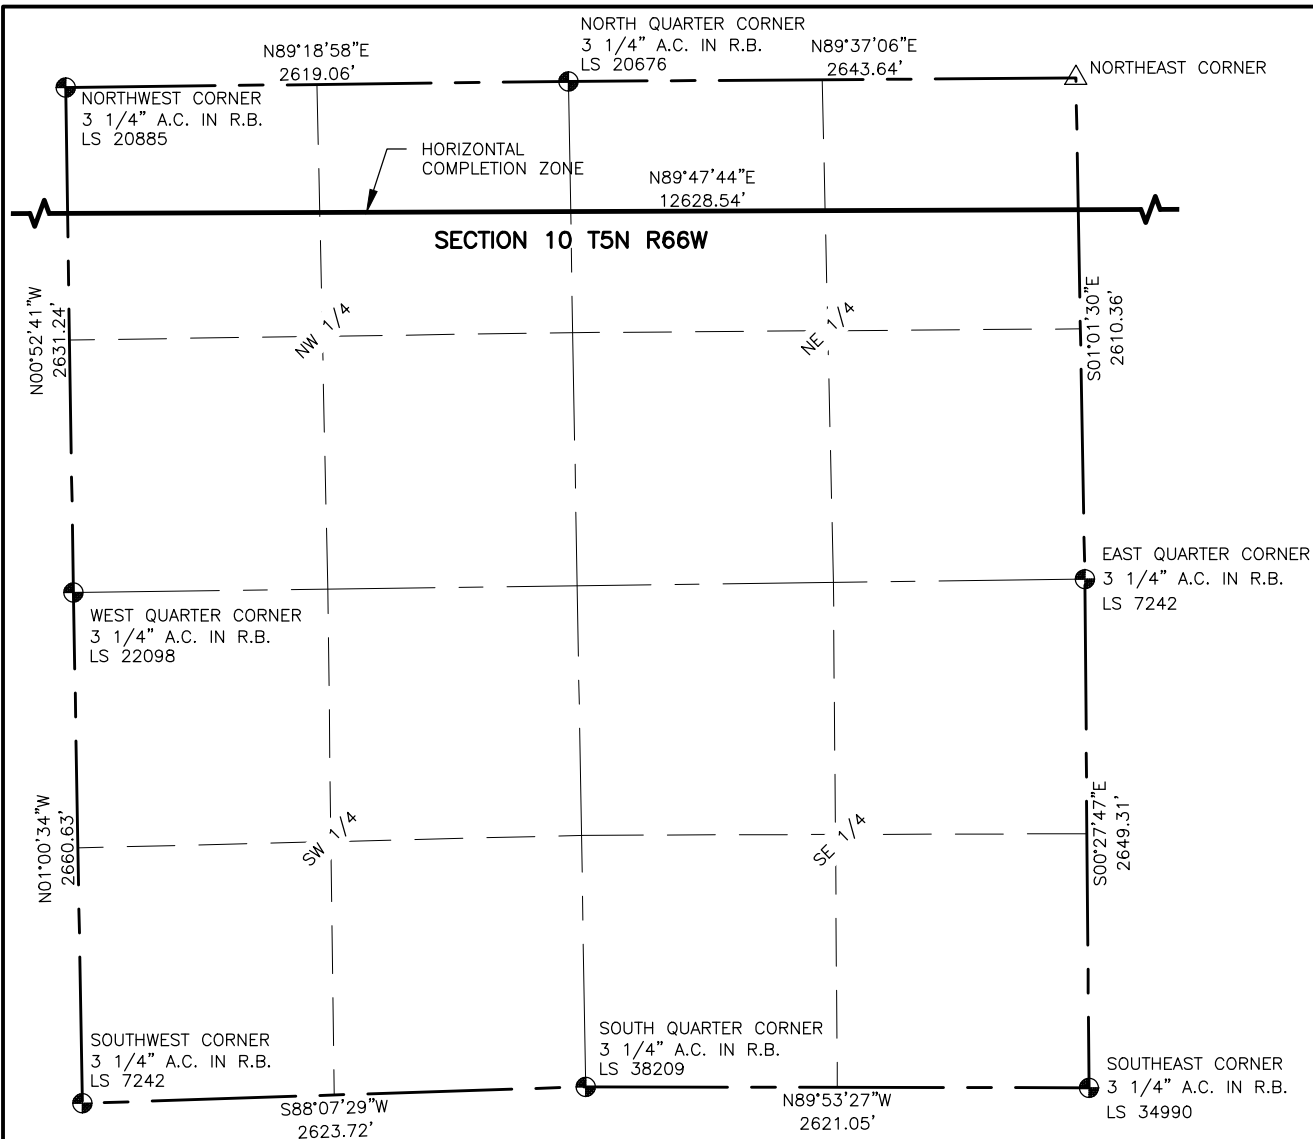 NORTH QUARTER CORNER
3 1/4” A.C. IN R.B.
LS 20676
N89°18'58”E
2619.06'
N89°37'06”E
2643.64'
NORTHEAST CORNER
NORTHWEST CORNER
3 1/4” A.C. IN R.B.
LS 20885
HORIZONTAL
COMPLETION ZONE
N89°47'44”E
12628.54'
SECTION 10 T5N R66W
N00°52'41”W
2631.24'
NW 1/4
NE 1/4
S01°01'30”E
2610.36'
EAST QUARTER CORNER
3 1/4” A.C. IN R.B.
LS 7242
WEST QUARTER CORNER
3 1/4” A.C. IN R.B.
LS 22098
N01°00'34”W
2660.63'
SW 1/4
SE 1/4
S00°27'47”E
2649.31'
SOUTHWEST CORNER
3 1/4” A.C. IN R.B.
LS 7242
SOUTH QUARTER CORNER
3 1/4” A.C. IN R.B.
LS 38209
SOUTHEAST CORNER
3 1/4” A.C. IN R.B.
LS 34990
S88°07'29”W
2623.72'
N89°53'27”W
2621.05'